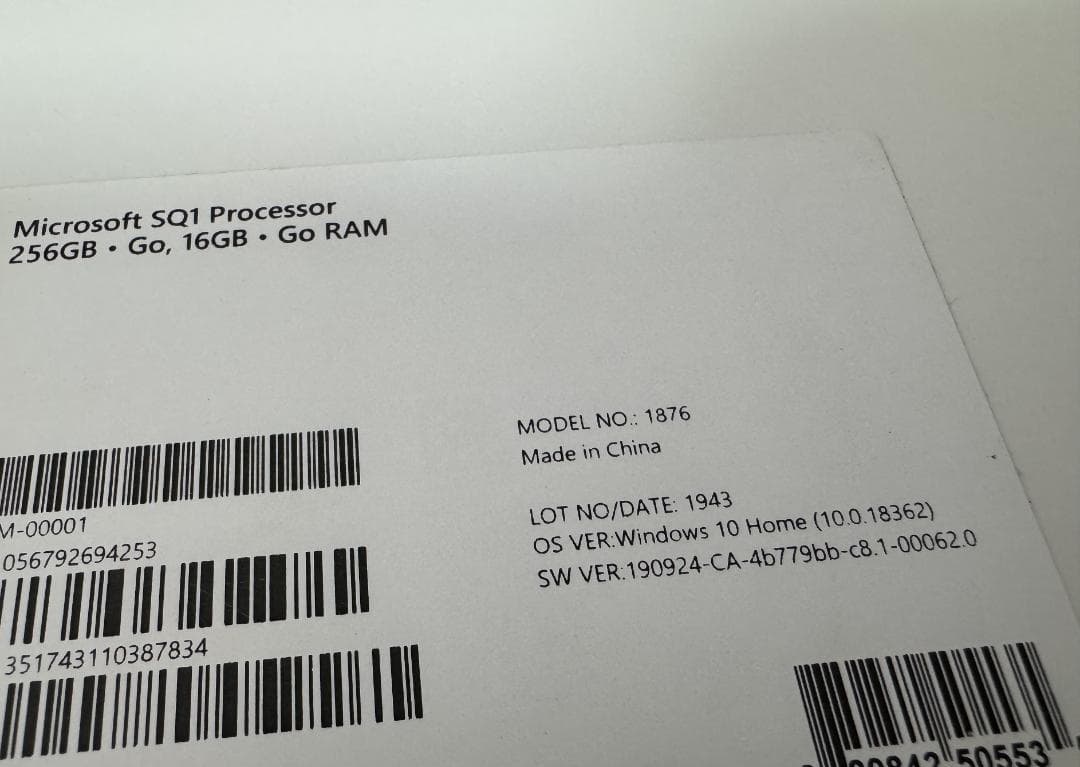 Microsoft SQ1 Processor
256GB • Go, 16GB • Go RAM
MODEL NO.: 1876
Made in China
LOT NO/DATE: 1943
OS VER:Windows 10 Home (10.0.18362)
SW VER:190924-CA-4b779bb-c8.1-00062.0
M-00001
056792694253
351743110387834
50553